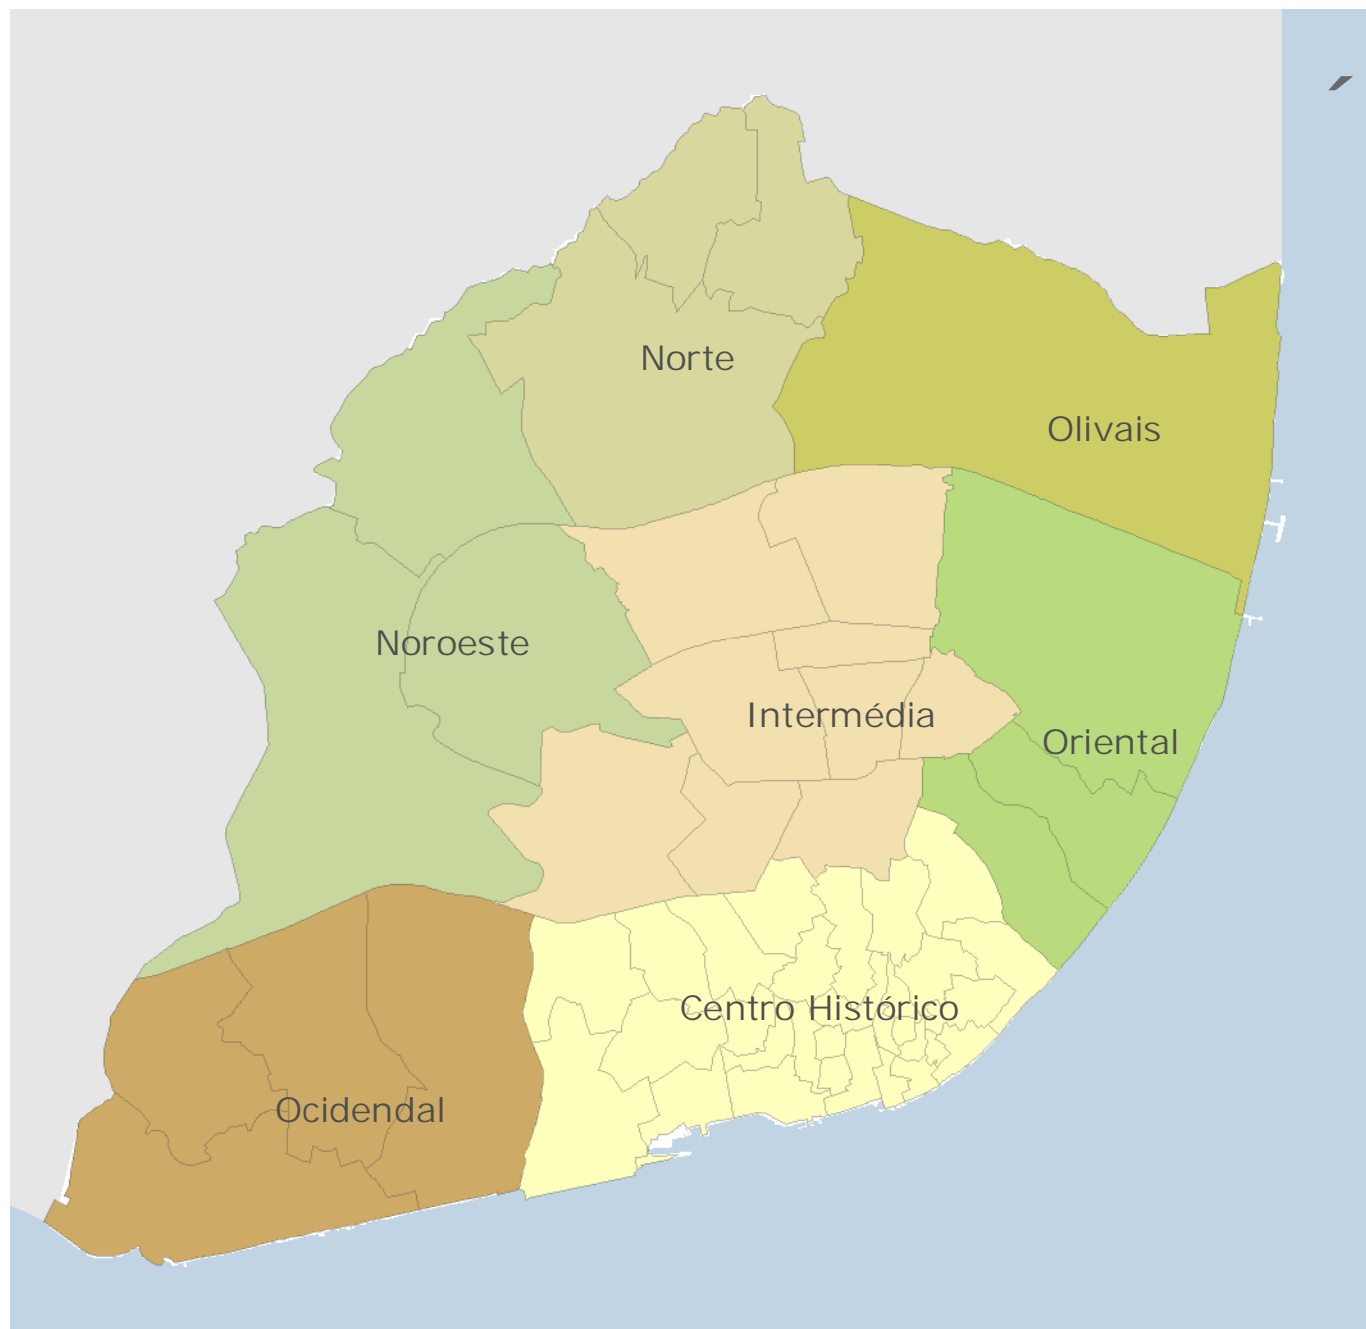 Norte
Olivais
Noroeste
Intermédia
Oriental
Centro Histórico
Ocidendal